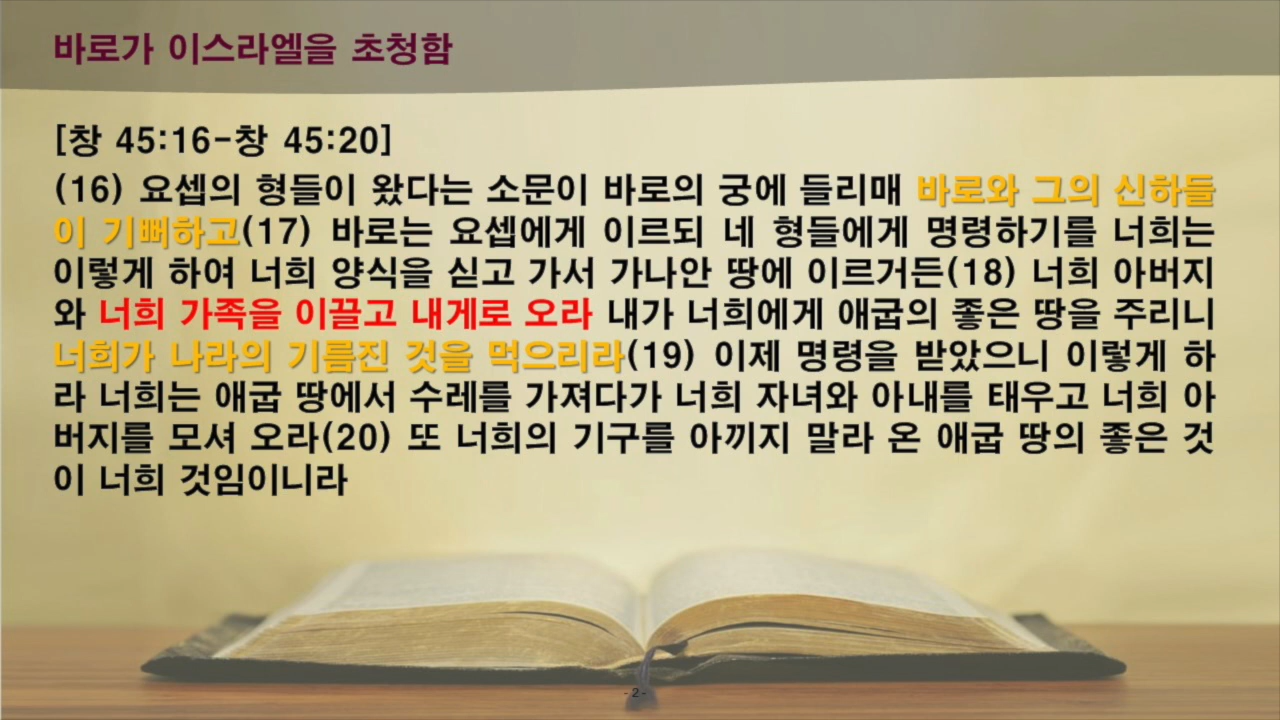 바로가 이스라엘을 초청함
[창 45:16-창 45:20]
(16) 요셉의 형들이 왔다는 소문이 바로의 궁에 들리매 바로와 그의 신하들
이 기뻐하고(17) 바로는 요셉에게 이르되 네 형들에게 명령하기를 너희는
이렇게 하여 너희 양식을 싣고 가서 가나안 땅에 이르거든(18) 너희 아버지
와 너희 가족을 이끌고 내게로 오라 내가 너희에게 애굽의 좋은 땅을 주리니
너희가 나라의 기름진 것을 먹으리라(19) 이제 명령을 받았으니 이렇게 하
라 너희는 애굽 땅에서 수레를 가져다가 너희 자녀와 아내를 태우고 너희 아
버지를 모셔 오라(20) 또 너희의 기구를 아끼지 말라 온 애굽 땅의 좋은 것
이 너희 것임이니라
- 2 -